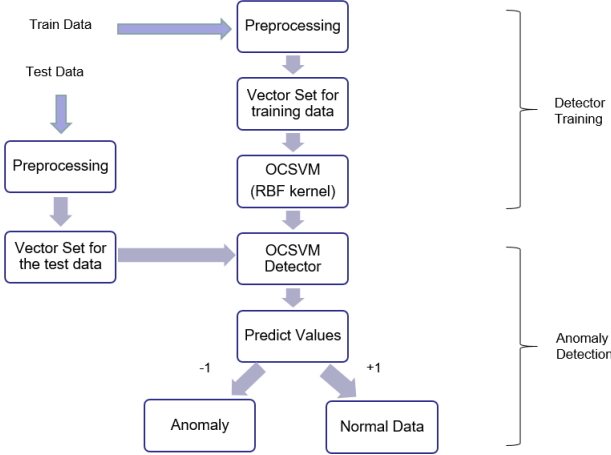 Train Data
Preprocessing
Test Data
Vector Set for
training data
Detector
Training
Preprocessing
OCSVM
(RBF kernel)
Vector Set for
the test data
OCSVM
Detector
Predict Values
Anomaly
Detection
-1
+1
Anomaly
Normal Data